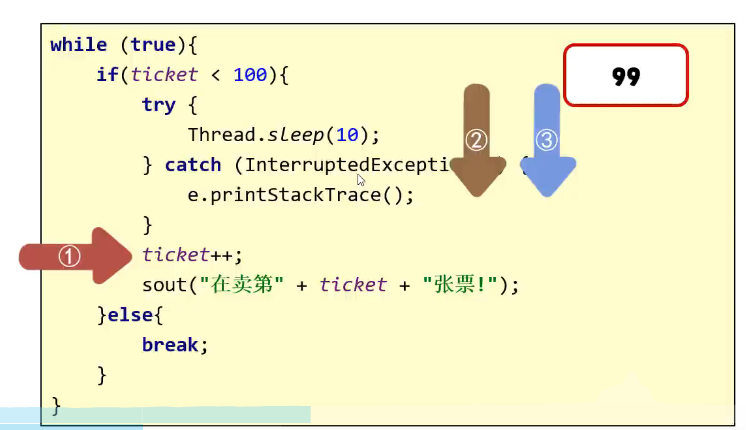 while (true){
if(ticket < 100){
try {
Thread.sleep(10);
} catch (InterruptedExcepti ) {
e.printStackTrace();
}
ticket++;
sout("在卖第" + ticket + "张票!");
}else{
break;
}
}
99
①
②
③